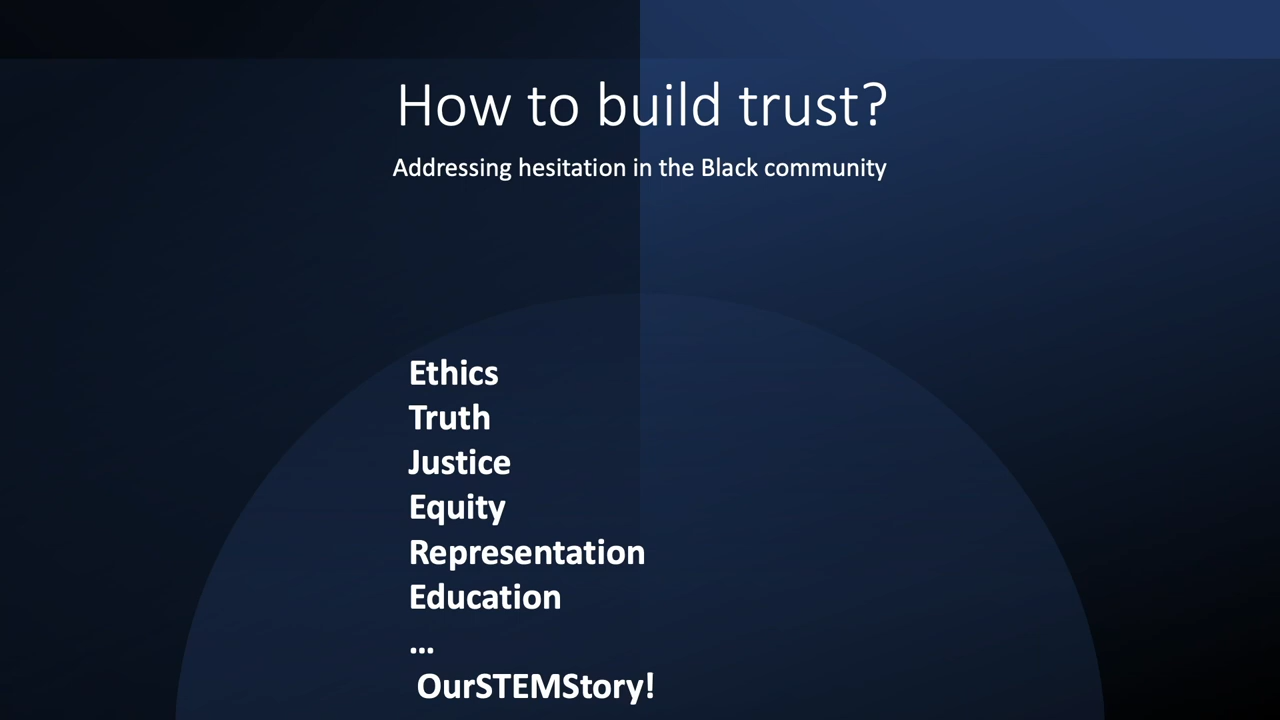 How to build trust?
Addressing hesitation in the Black community
Ethics
Truth
Justice
Equity
Representation
Education
...
OurSTEMStory!